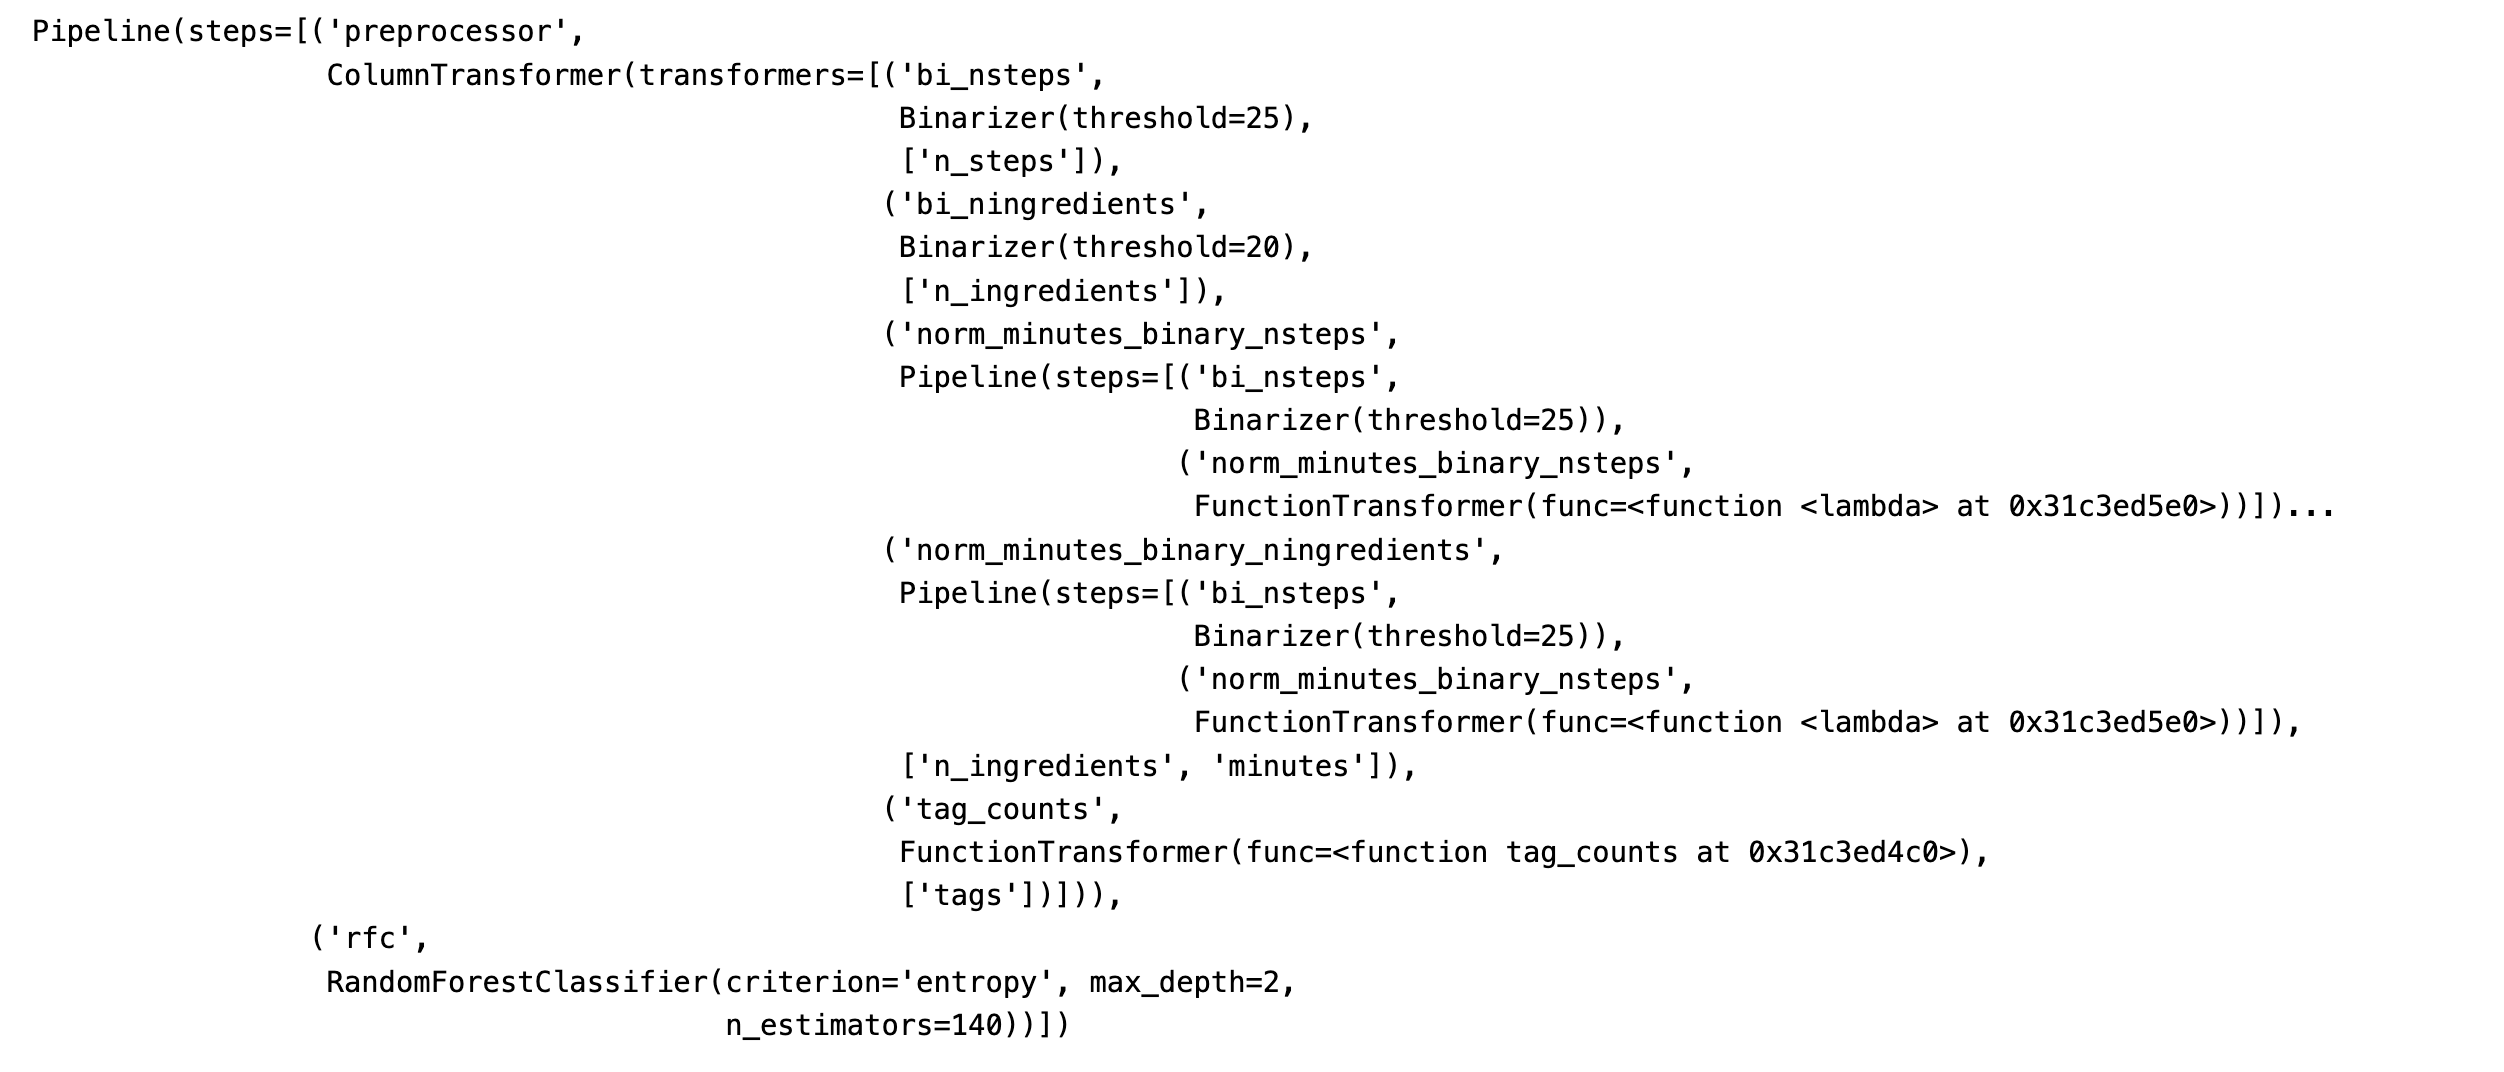 Pipeline(steps=[('preprocessor',
                 ColumnTransformer(transformers=[('bi_nsteps',
                                                  Binarizer(threshold=25),
                                                  ['n_steps']),
                                                 ('bi_ningredients',
                                                  Binarizer(threshold=20),
                                                  ['n_ingredients']),
                                                 ('norm_minutes_binary_nsteps',
                                                  Pipeline(steps=[('bi_nsteps',
                                                                   Binarizer(threshold=25)),
                                                                  ('norm_minutes_binary_nsteps',
                                                                   FunctionTransformer(func=<function <lambda> at 0x31c3ed5e0>))])...
                                                 ('norm_minutes_binary_ningredients',
                                                  Pipeline(steps=[('bi_nsteps',
                                                                   Binarizer(threshold=25)),
                                                                  ('norm_minutes_binary_nsteps',
                                                                   FunctionTransformer(func=<function <lambda> at 0x31c3ed5e0>))]),
                                                  ['n_ingredients', 'minutes']),
                                                 ('tag_counts',
                                                  FunctionTransformer(func=<function tag_counts at 0x31c3ed4c0>),
                                                  ['tags'])])),
                ('rfc',
                 RandomForestClassifier(criterion='entropy', max_depth=2,
                                        n_estimators=140))])